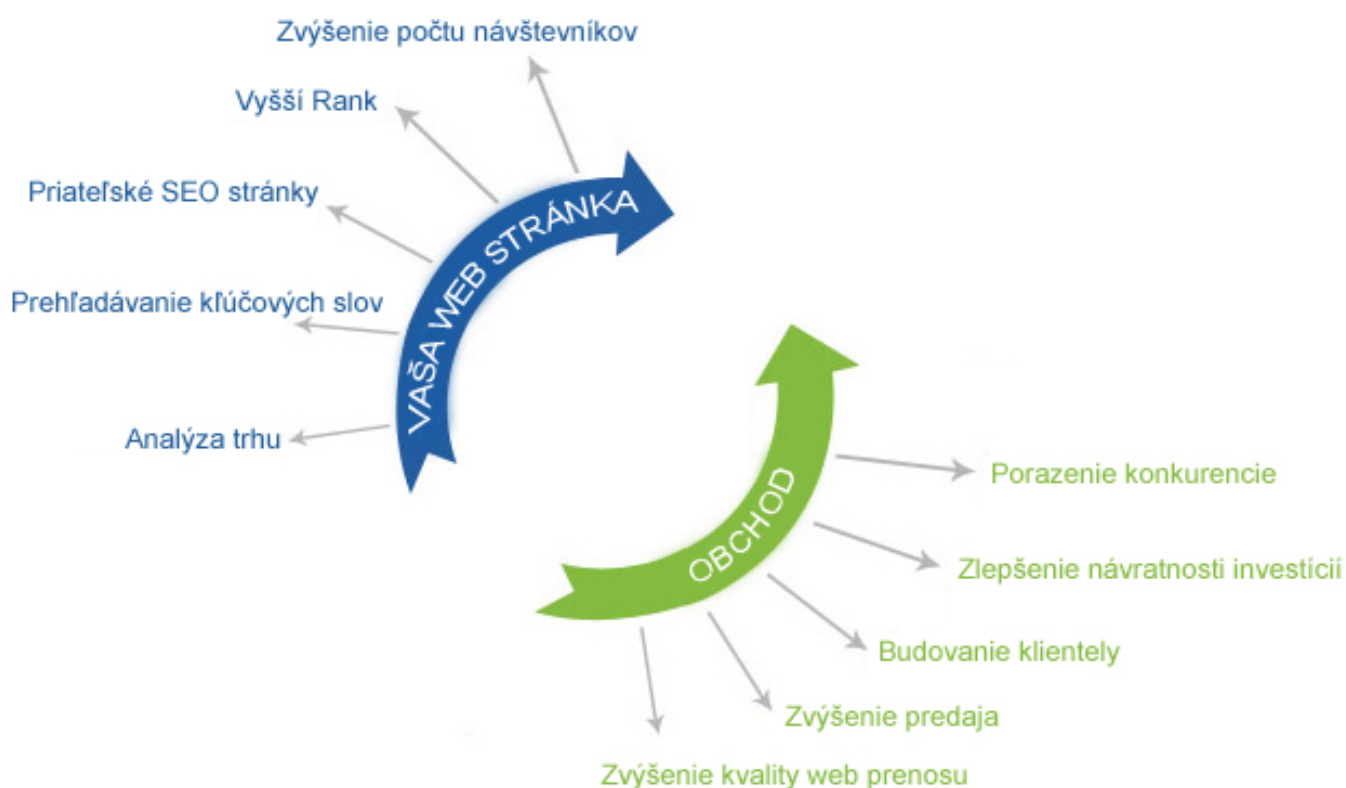 Zvýšenie počtu návštevníkov
Vyšší Rank
Priateľské SEO stránky
Prehľadávanie kľúčových slov
Analýza trhu
VAŠA WEB STRÁNKA
OBCHOD
Porazenie konkurencie
Zlepšenie návratnosti investícií
Budovanie klientely
Zvýšenie predaja
Zvýšenie kvality web prenosu